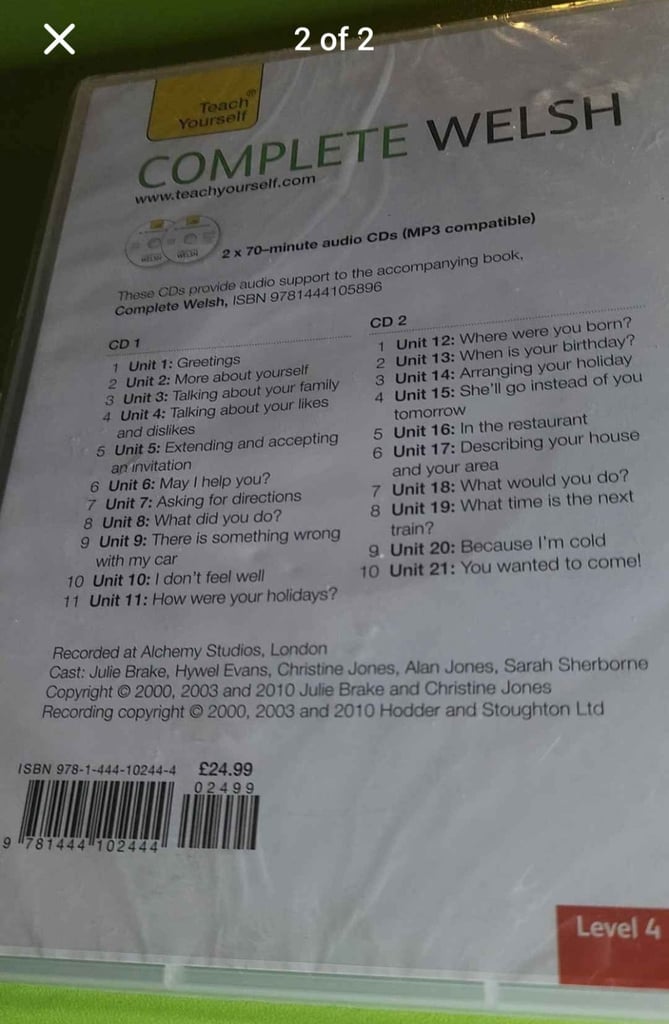 2 of 2
Teach
Yourself®
COMPLETE WELSH
www.teachyourself.com
2 x 70–minute audio CDs (MP3 compatible)
These CDs provide audio support to the accompanying book,
Complete Welsh, ISBN 9781444105896
CD 1
1 Unit 1: Greetings
2 Unit 2: More about yourself
3 Unit 3: Talking about your family
4 Unit 4: Talking about your likes
and dislikes
5 Unit 5: Extending and accepting
an invitation
6 Unit 6: May I help you?
7 Unit 7: Asking for directions
8 Unit 8: What did you do?
9 Unit 9: There is something wrong
with my car
10 Unit 10: I don't feel well
11 Unit 11: How were your holidays?
CD 2
1 Unit 12: Where were you born?
2 Unit 13: When is your birthday?
3 Unit 14: Arranging your holiday
4 Unit 15: She'll go instead of you
tomorrow
5 Unit 16: In the restaurant
6 Unit 17: Describing your house
and your area
7 Unit 18: What would you do?
8 Unit 19: What time is the next
train?
9 Unit 20: Because I'm cold
10 Unit 21: You wanted to come!
Recorded at Alchemy Studios, London
Cast: Julie Brake, Hywel Evans, Christine Jones, Alan Jones, Sarah Sherborne
Copyright © 2000, 2003 and 2010 Julie Brake and Christine Jones
Recording copyright © 2000, 2003 and 2010 Hodder and Stoughton Ltd
ISBN 978-1-444-10244-4 £24.99
02499
9 781444 102444
Level 4